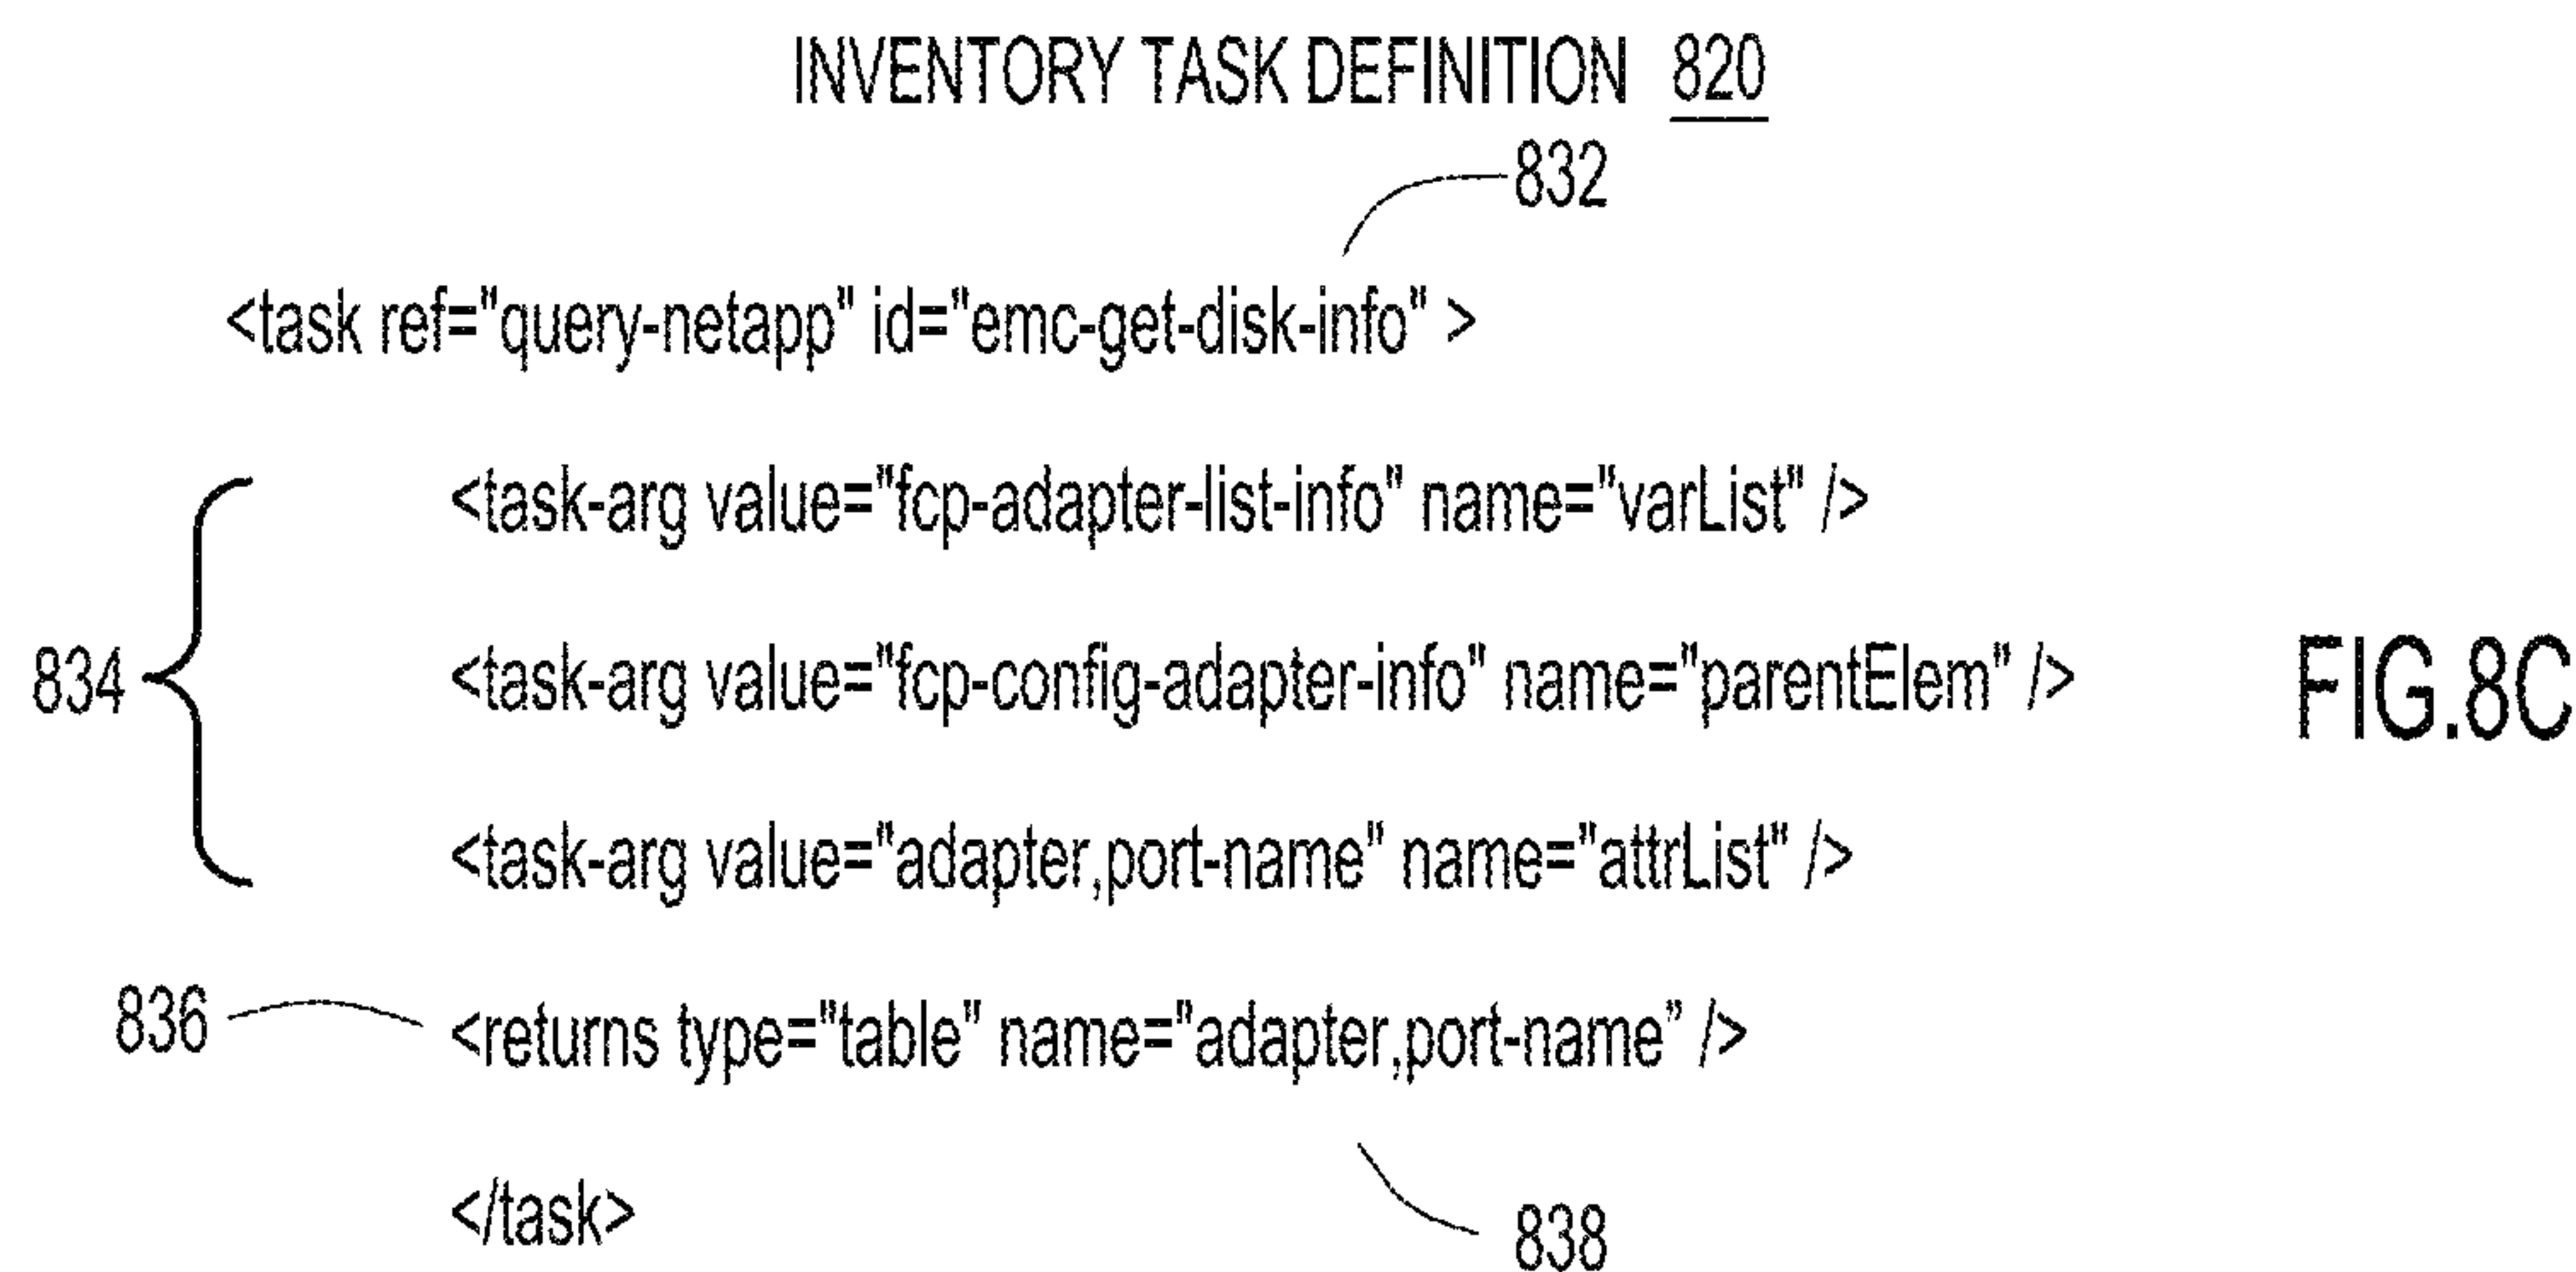 INVENTORY TASK DEFINITION 820
832
<task ref="query-netapp" id="emc-get-disk-info" >
<task-arg value="fcp-adapter-list-info" name="varList" />
834
<task-arg value="fcp-config-adapter-info" name="parentElem" />
FIG.8C
<task-arg value="adapter,port-name" name="attrList" />
836
<returns type="table" name="adapter,port-name” />
</task>
838